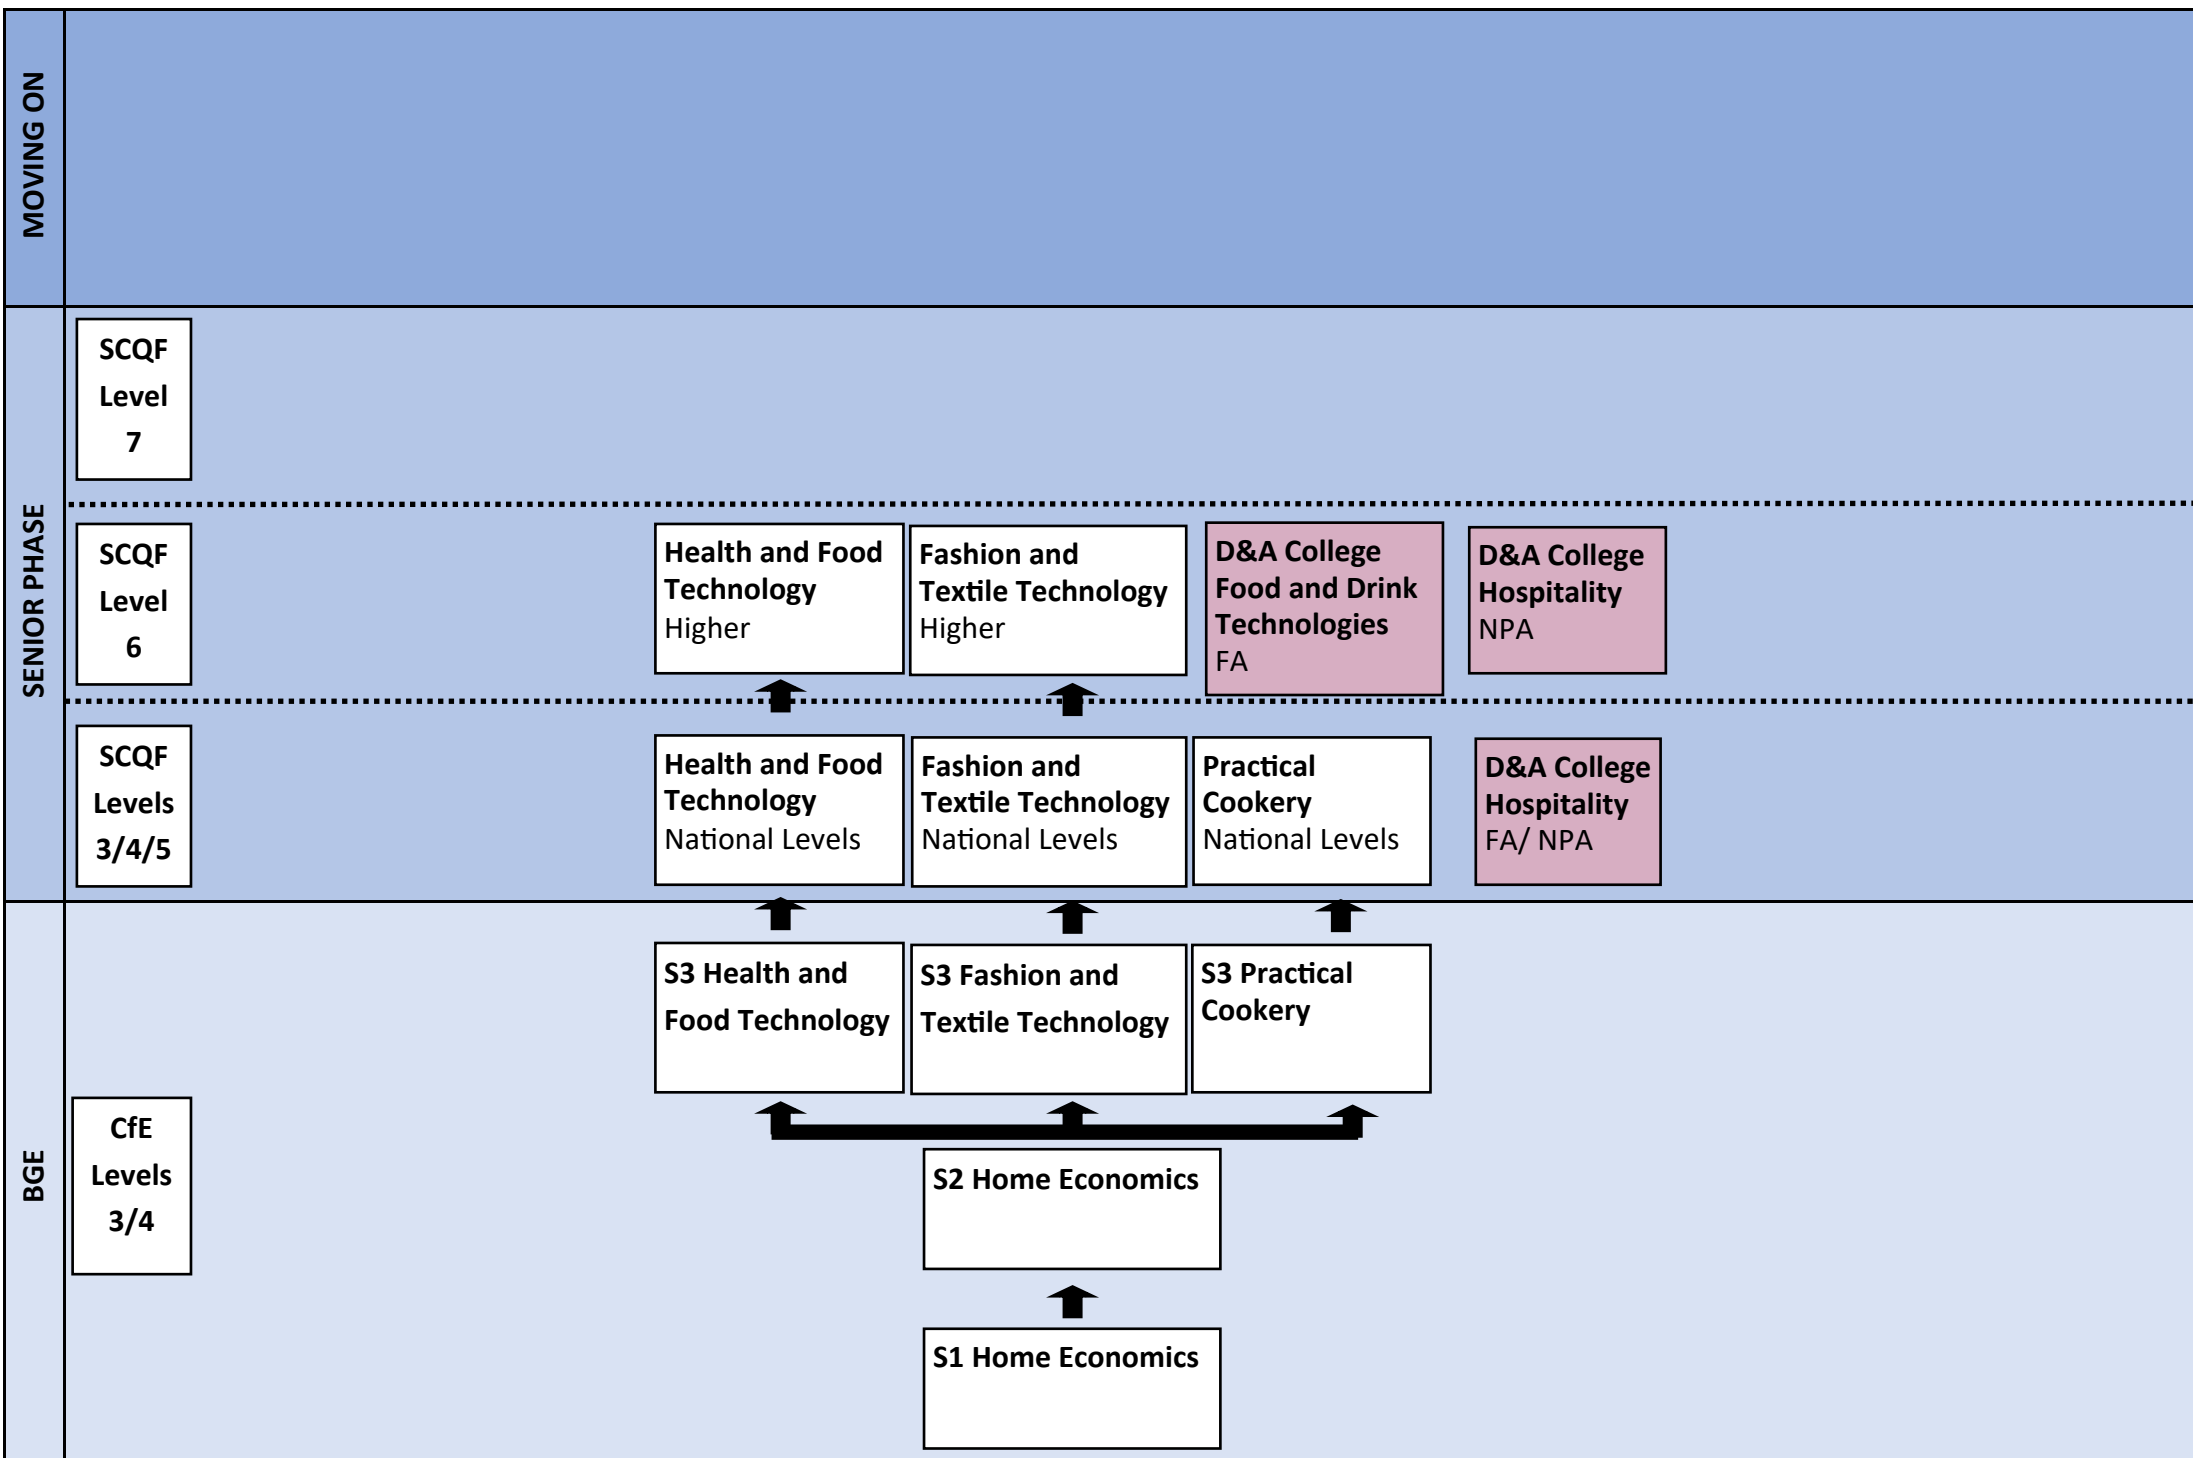 MOVING ON
SENIOR PHASE
SCQF
Level
7
SCQF
Level
6
Health and Food
Technology
Higher
Fashion and
Textile Technology
Higher
D&A College
Food and Drink
Technologies
FA
D&A College
Hospitality
NPA
SCQF
Levels
3/4/5
Health and Food
Technology
National Levels
Fashion and
Textile Technology
National Levels
Practical
Cookery
National Levels
D&A College
Hospitality
FA/ NPA
BGE
CfE
Levels
3/4
S3 Health and
Food Technology
S3 Fashion and
Textile Technology
S3 Practical
Cookery
S2 Home Economics
S1 Home Economics